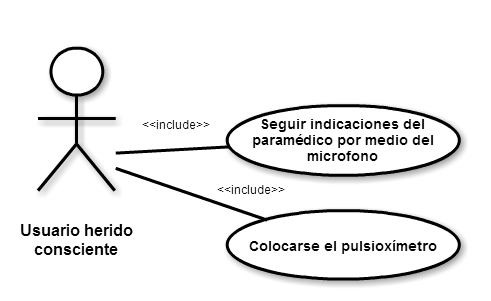 <<include>>
Seguir indicaciones del
paramédico por medio del
microfono
<<include>>
Usuario herido
consciente
Colocarse el pulsioxímetro